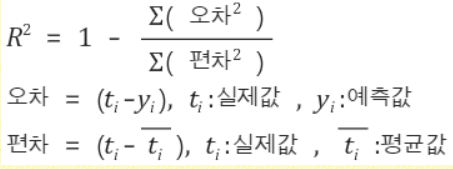 R² = 1 - Σ( 오차² ) / Σ( 편차² )
오차 = (tᵢ-yᵢ), tᵢ:실제값 , yᵢ:예측값
편차 = (tᵢ- t̅ᵢ ), tᵢ:실제값 , t̅ᵢ :평균값